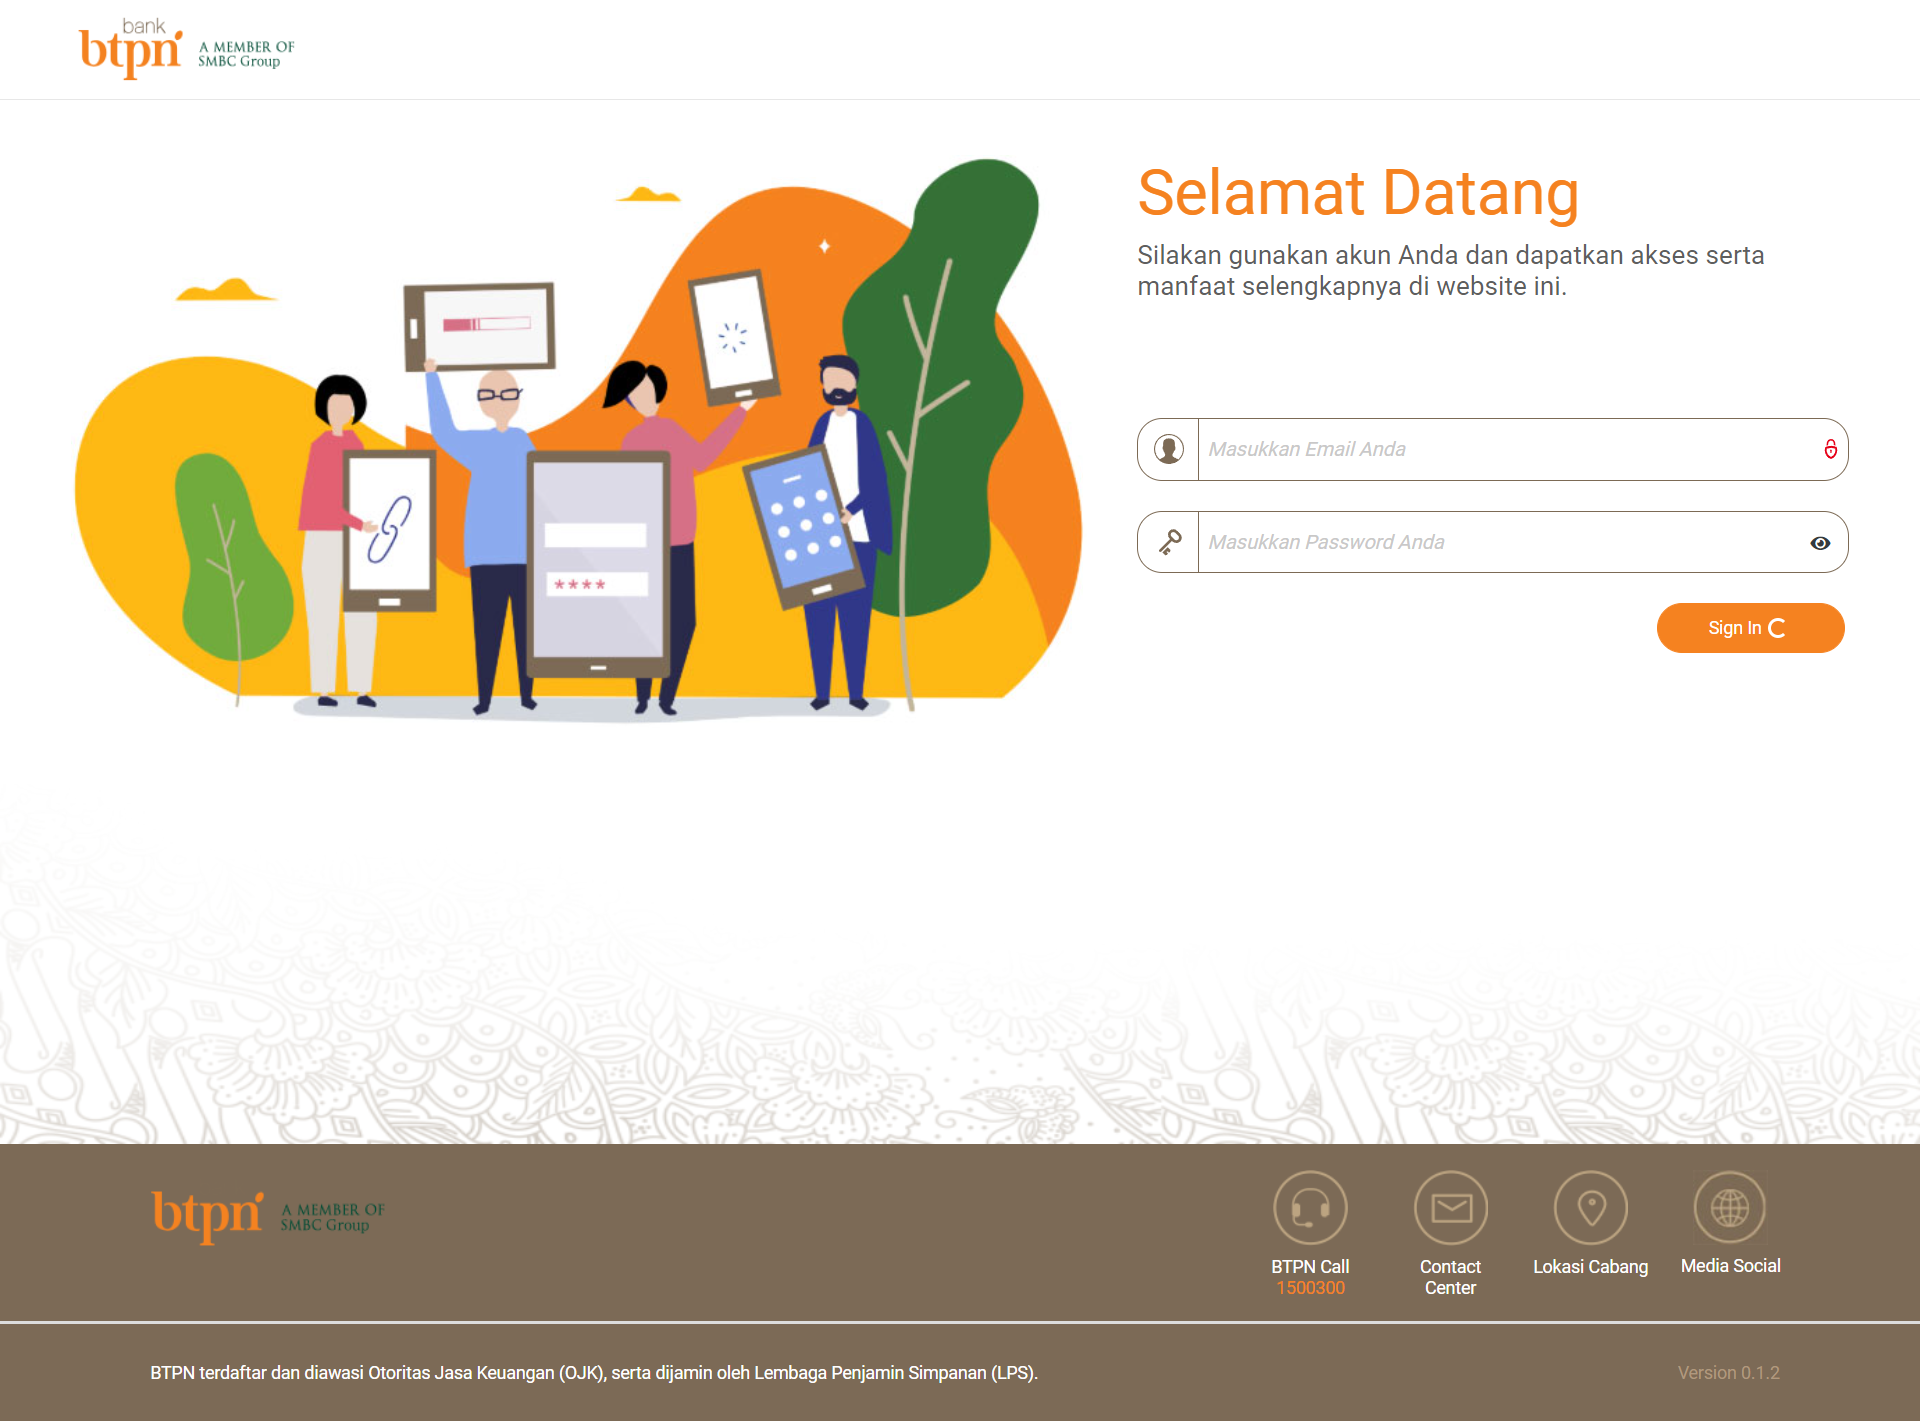 bank
btpn
A MEMBER OF
SMBC Group
Selamat Datang
Silakan gunakan akun Anda dan dapatkan akses serta
manfaat selengkapnya di website ini.
Masukkan Email Anda
Masukkan Password Anda
****
Sign In
btpn
A MEMBER OF
SMBC Group
BTPN Call
1500300
Contact
Center
Lokasi Cabang
Media Social
BTPN terdaftar dan diawasi Otoritas Jasa Keuangan (OJK), serta dijamin oleh Lembaga Penjamin Simpanan (LPS).
Version 0.1.2